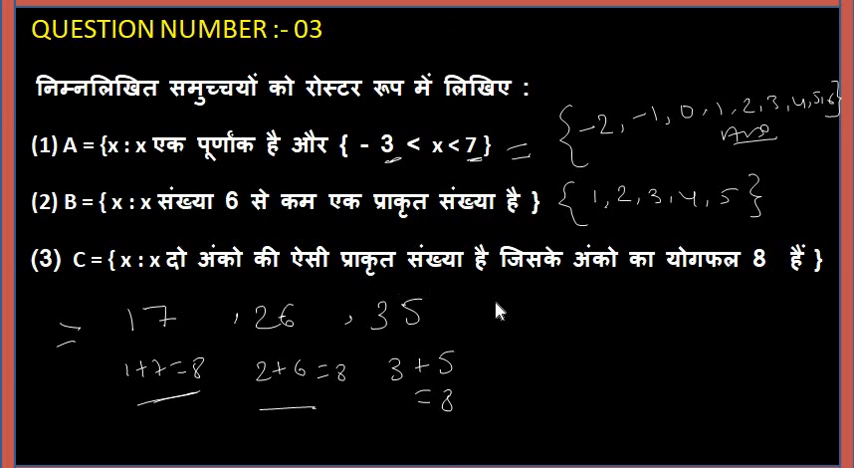 QUESTION NUMBER :- 03
निम्नलिखित समुच्चयों को रोस्टर रूप में लिखिए :
(1) A = {x : x एक पूर्णांक है और { - 3 < x < 7 } = {-2, -1, 0, 1, 2, 3, 4, 5, 6}
Ans
(2) B = { x : x संख्या 6 से कम एक प्राकृत संख्या है } {1, 2, 3, 4, 5}
(3) C = { x : x दो अंको की ऐसी प्राकृत संख्या है जिसके अंको का योगफल 8 हैं }
= 17 , 26 , 35
1+7=8 2+6=8 3+5
=8